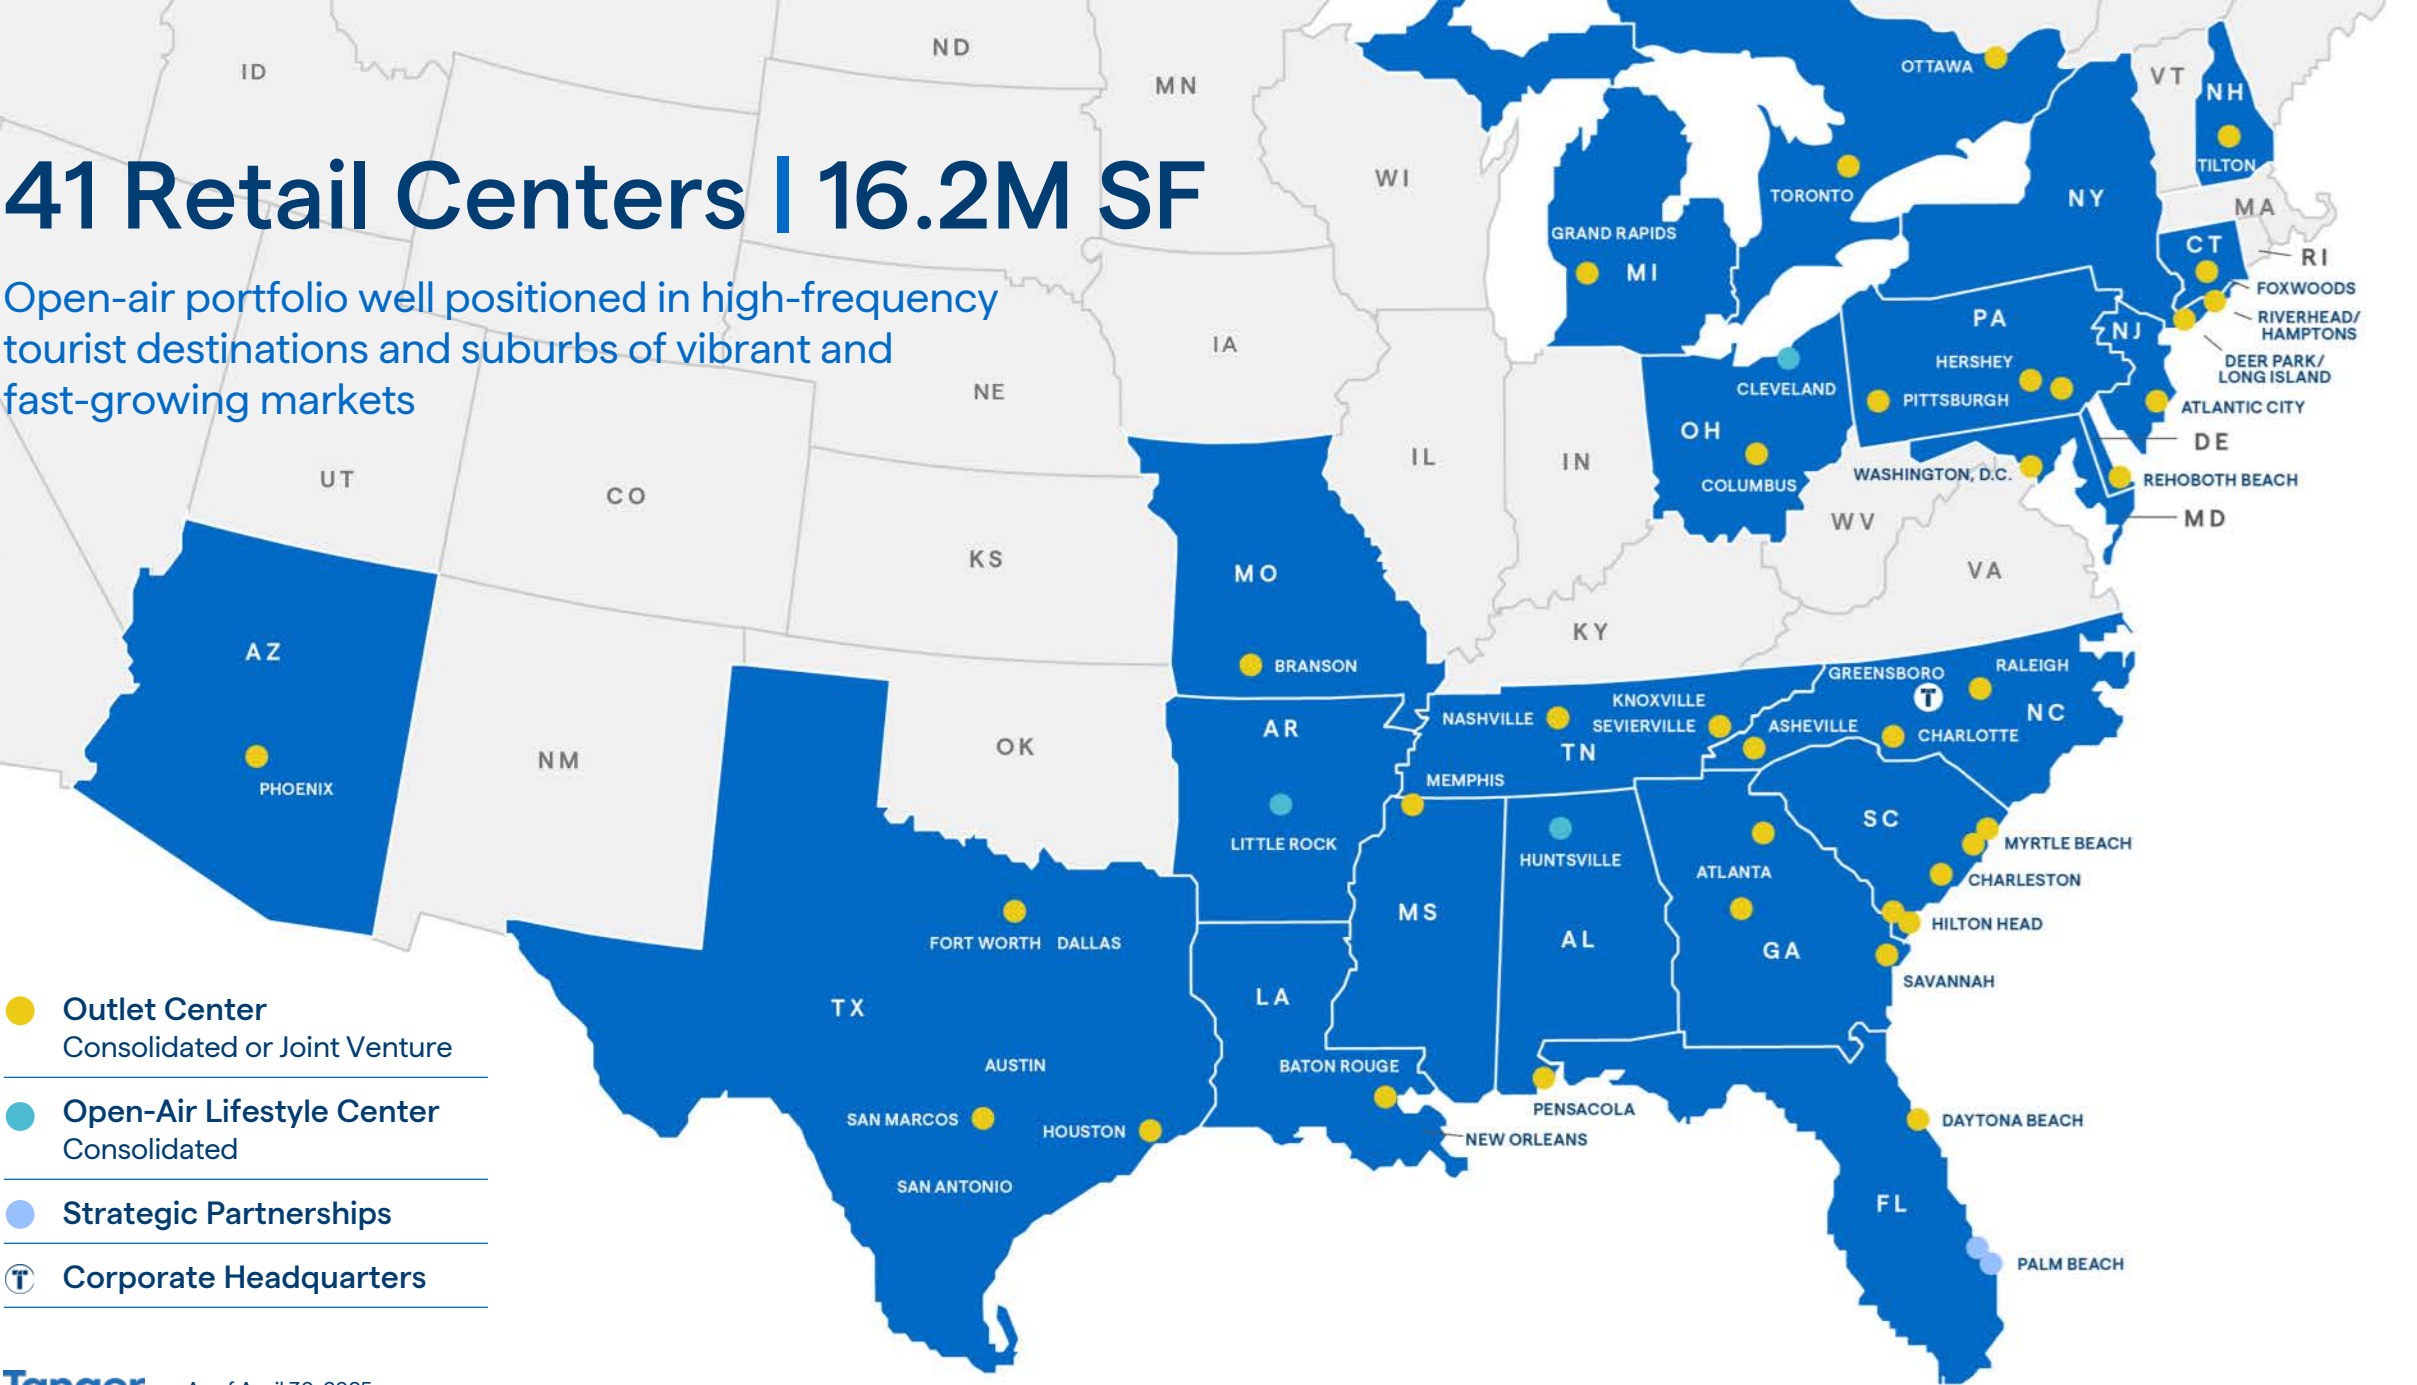 41 Retail Centers | 16.2M SF
Open-air portfolio well positioned in high-frequency
tourist destinations and suburbs of vibrant and
fast-growing markets
ID
ND
MN
WI
IA
NE
UT
CO
KS
IL
IN
KY
WV
VA
VT
MA
RI
NM
OK
OTTAWA
TORONTO
NH
TILTON
NY
CT
FOXWOODS
RIVERHEAD/
HAMPTONS
DEER PARK/
LONG ISLAND
GRAND RAPIDS
MI
PA
NJ
HERSHEY
PITTSBURGH
ATLANTIC CITY
DE
CLEVELAND
OH
COLUMBUS
WASHINGTON, D.C.
REHOBOTH BEACH
MD
MO
BRANSON
AZ
PHOENIX
AR
LITTLE ROCK
NASHVILLE
KNOXVILLE
SEVIERVILLE
TN
MEMPHIS
GREENSBORO
T
RALEIGH
NC
ASHEVILLE
CHARLOTTE
SC
MYRTLE BEACH
CHARLESTON
HILTON HEAD
SAVANNAH
HUNTSVILLE
ATLANTA
MS
AL
GA
FORT WORTH
DALLAS
TX
AUSTIN
SAN MARCOS
HOUSTON
SAN ANTONIO
LA
BATON ROUGE
NEW ORLEANS
PENSACOLA
DAYTONA BEACH
FL
PALM BEACH
Outlet Center
Consolidated or Joint Venture
Open-Air Lifestyle Center
Consolidated
Strategic Partnerships
T
Corporate Headquarters
Tanger
As of April 30, 2025